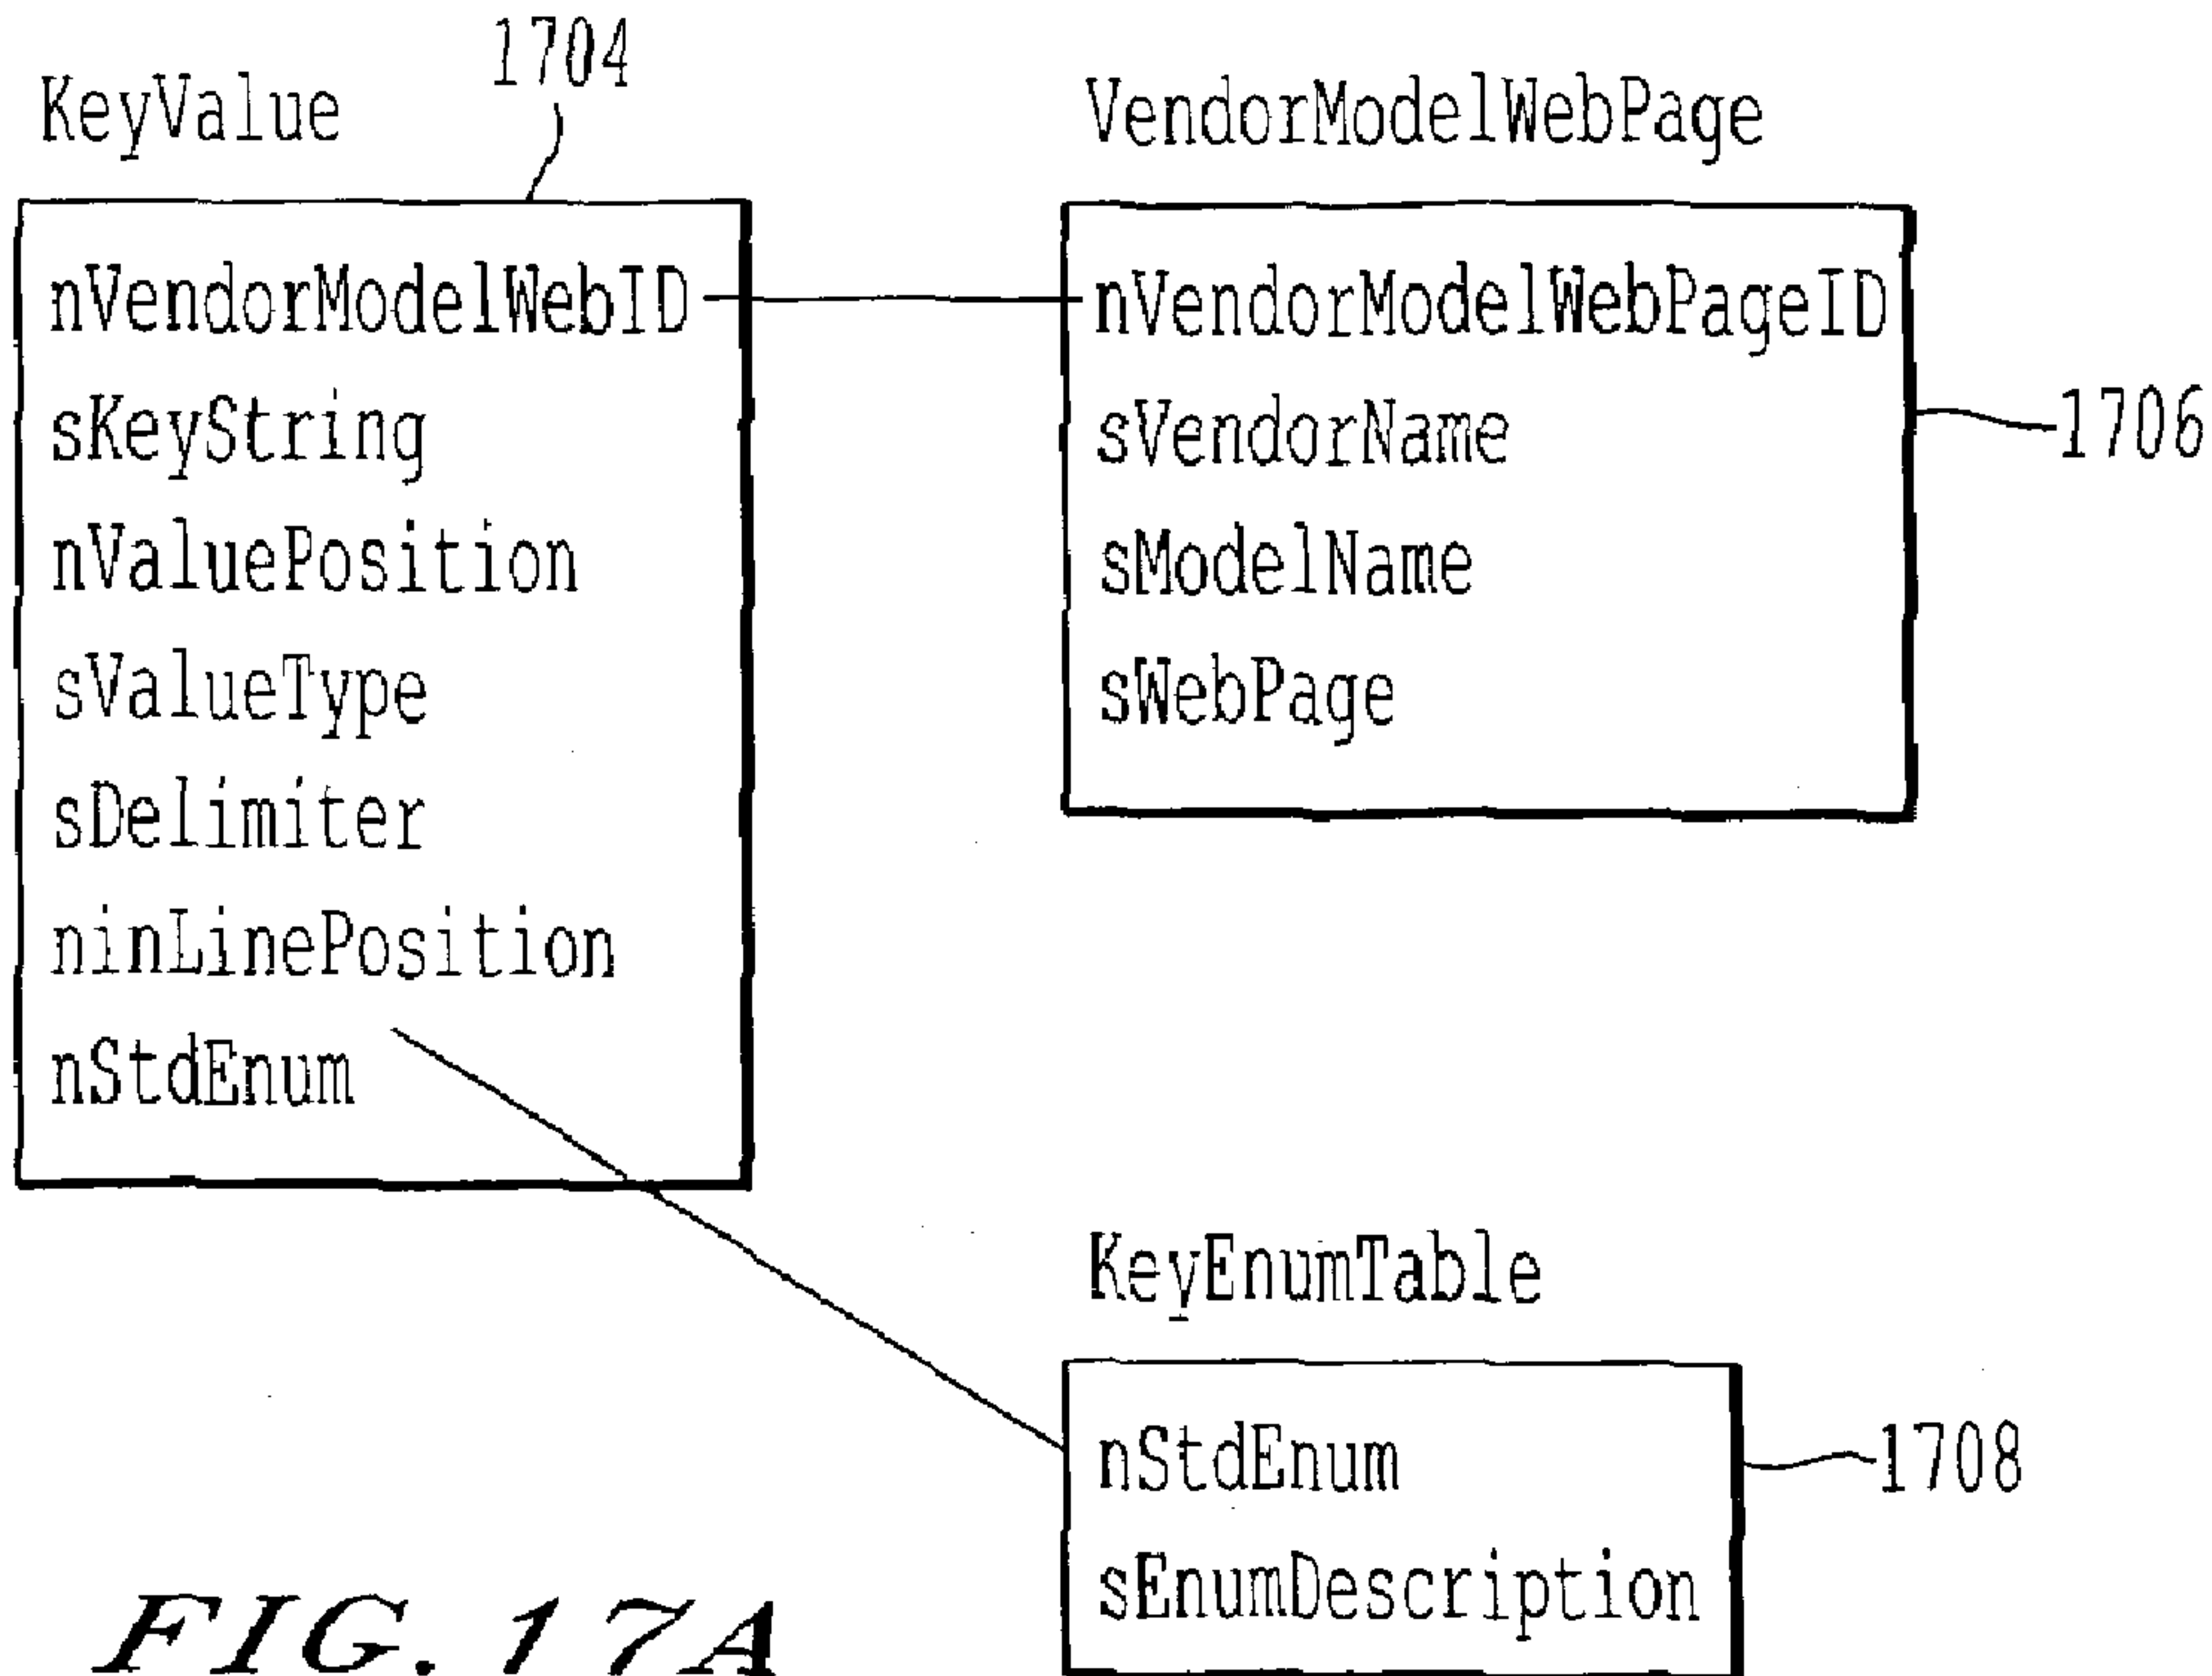 1704
KeyValue
nVendorModelWebID
sKeyString
nValuePosition
sValueType
sDelimiter
ninLinePosition
nStdEnum
VendorModelWebPage
nVendorModelWebPageID
sVendorName
sModelName
sWebPage
1706
KeyEnumTable
nStdEnum
sEnumDescription
1708
FIG. 17A